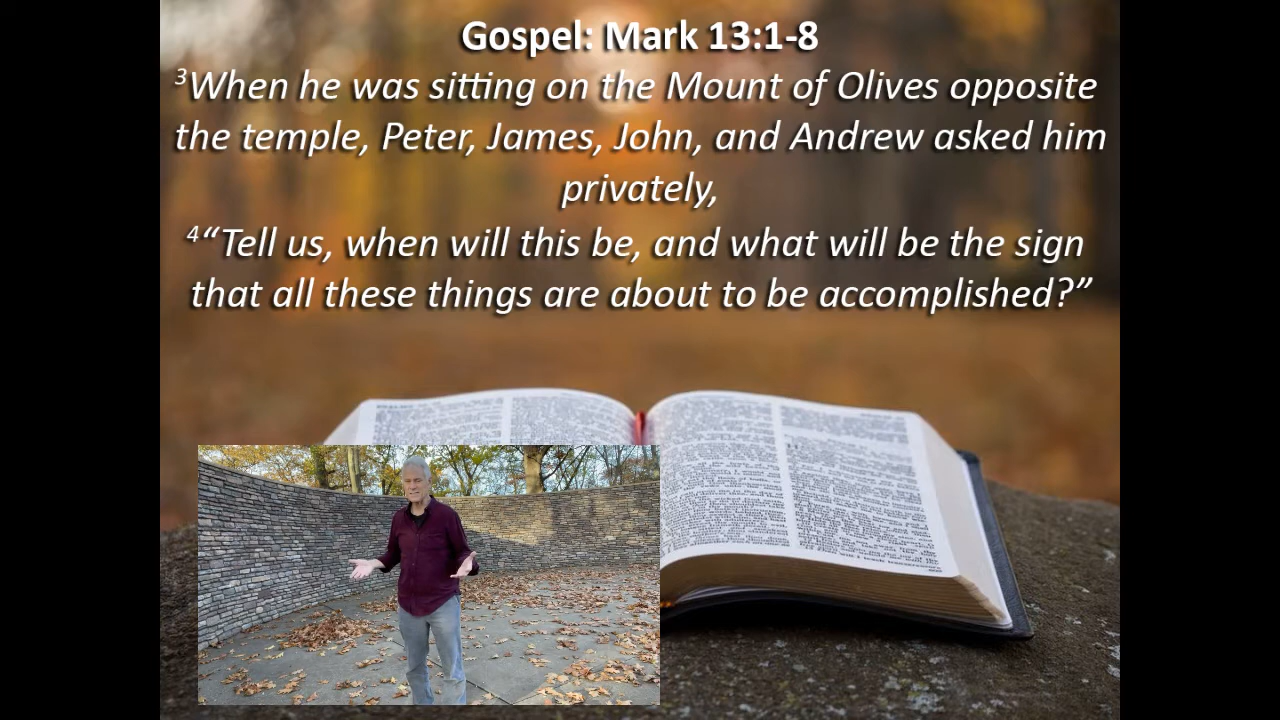 Gospel: Mark 13:1-8
³When he was sitting on the Mount of Olives opposite
the temple, Peter, James, John, and Andrew asked him
privately,
⁴“Tell us, when will this be, and what will be the sign
that all these things are about to be accomplished?”